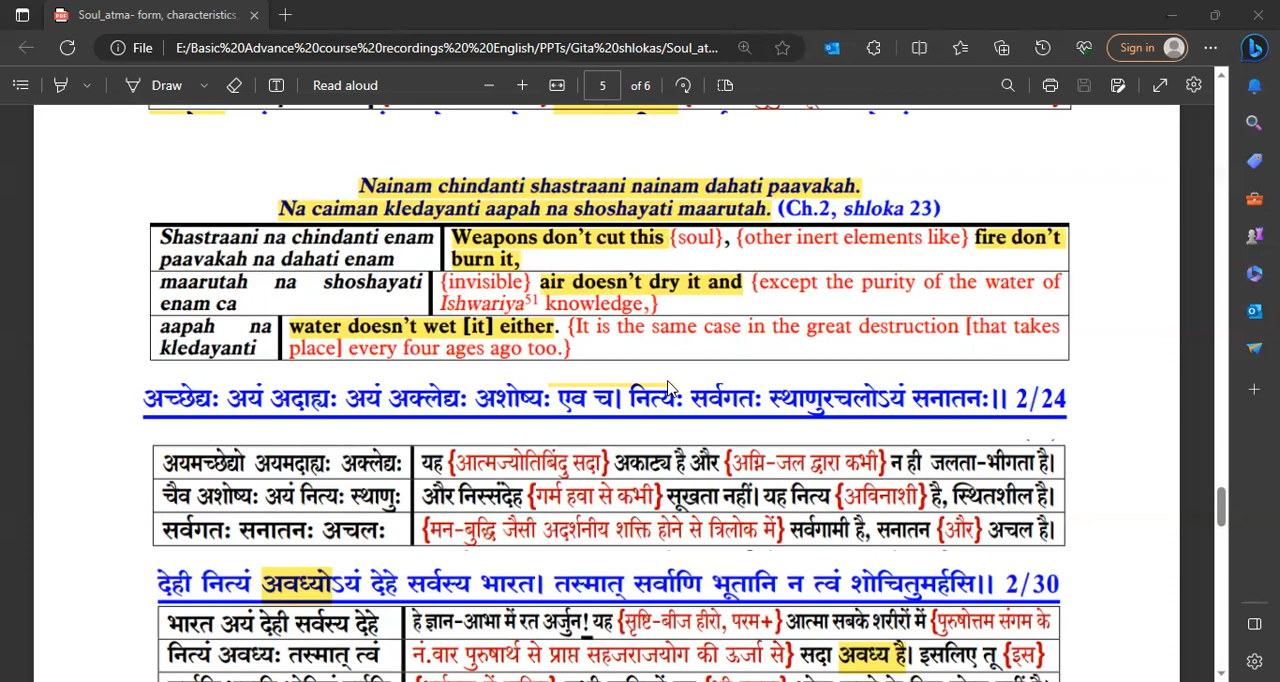 Soul_atma- form, characteristics,
Sign in
File
E:/Basic%20Advance%20course%20recordings%20%20English/PPTs/Gita%20shlokas/Soul_at...
Draw
Read aloud
5
of 6
Nainam chindanti shastraani nainam dahati paavakah.
Na caiman kledayanti aapah na shoshayati maarutah. (Ch.2, shloka 23)
Shastraani na chindanti enam Weapons don't cut this {soul}, {other inert elements like} fire don't
paavakah na dahati enam burn it,
maarutah na shoshayati {invisible} air doesn't dry it and {except the purity of the water of
enam ca Ishwariya51 knowledge,}
aapah na water doesn't wet [it] either. {It is the same case in the great destruction [that takes
kledayanti place] every four ages ago too.}
अच्छेद्यः अयं अदाह्यः अयं अक्लेद्यः अशोष्यः एव च। नित्यः सर्वगतः स्थाणुरचलोऽयं सनातनः।। 2/24
अयमच्छेद्यो अयमदाह्यः अक्लेद्यः यह {आत्मज्योतिबिंदु सदा} अकाट्य है और {अग्नि-जल द्वारा कभी} न ही जलता-भीगता है।
चैव अशोष्यः अयं नित्यः स्थाणुः और निस्संदेह {गर्म हवा से कभी} सूखता नहीं। यह नित्य {अविनाशी} है, स्थितशील है।
सर्वगतः सनातनः अचलः {मन-बुद्धि जैसी अदर्शनीय शक्ति होने से त्रिलोक में} सर्वगामी है, सनातन {और} अचल है।
देही नित्यं अवध्योऽयं देहे सर्वस्य भारत। तस्मात् सर्वाणि भूतानि न त्वं शोचितुमर्हसि।। 2/30
भारत अयं देही सर्वस्य देहे हे ज्ञान-आभा में रत अर्जुन! यह {सृष्टि-बीज हीरो, परम+} आत्मा सबके शरीरों में {पुरुषोत्तम संगम के
नित्यं अवध्यः तस्मात् त्वं नं.वार पुरुषार्थ से प्राप्त सहजराजयोग की ऊर्जा से} सदा अवध्य है। इसलिए तू {इस}